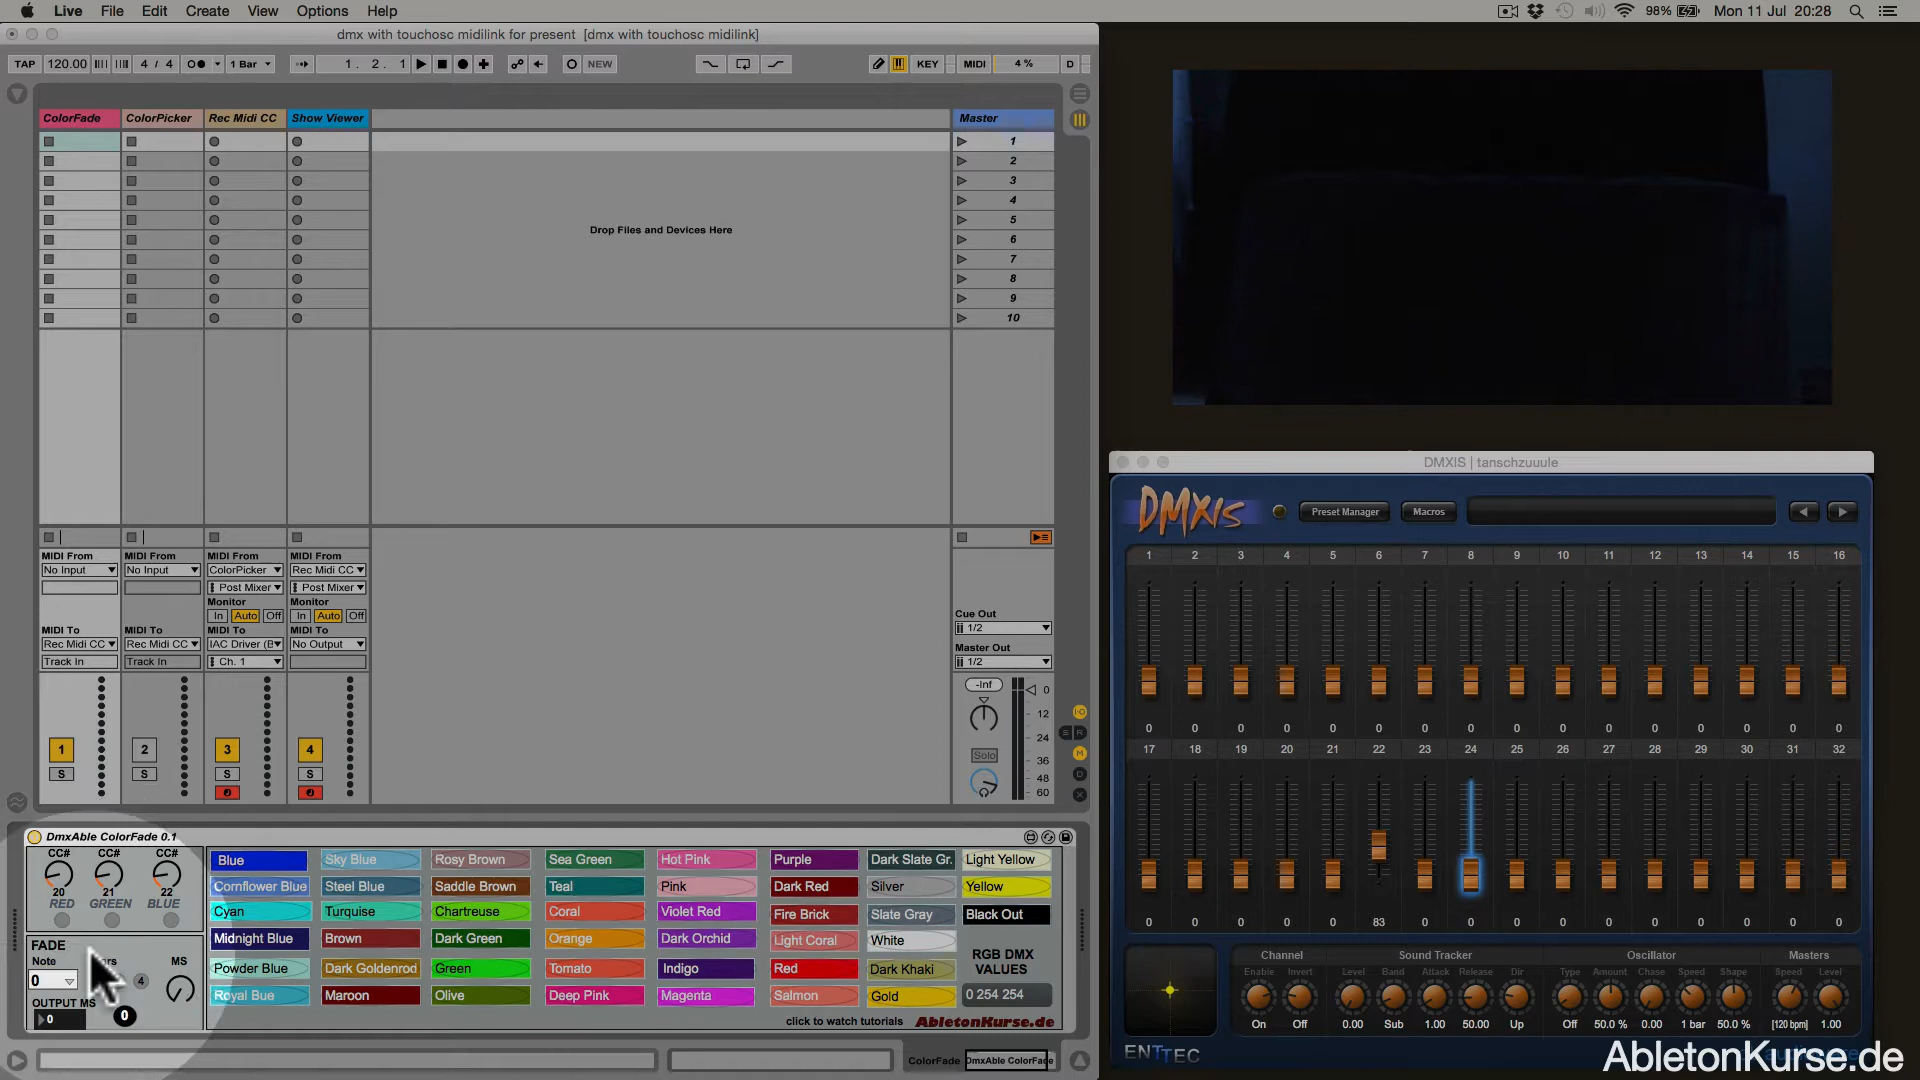 Live File Edit View Create Options Help
98% Mon 11 Jul 20:28
dmx with touchosc midilink for present [dmx with touchosc midilink]
TAP 120.00 4 / 4 1 Bar 1. 2. 1 NEW KEY MIDI 4 % D
ColorFade ColorPicker Rec Midi CC Show Viewer Master
1
2
3
4
5
6
7
8
9
10
Drop Files and Devices Here
MIDI From MIDI From MIDI From MIDI From
No Input No Input ColorPicker Rec Midi CC
Post Mixer Post Mixer
Monitor Monitor
In Auto Off In Auto Off
MIDI To MIDI To MIDI To MIDI To
Rec Midi CC Rec Midi CC IAC Driver (B No Output
Track In Track In Ch. 1
Cue Out
1/2
Master Out
1/2
-Inf
0
12
24
36
48
60
Solo
1 2 3 4
S S S S
DMXIS | tanschzuuule
DMXIS Preset Manager Macros
1 2 3 4 5 6 7 8 9 10 11 12 13 14 15 16
0 0 0 0 0 0 0 0 0 0 0 0 0 0 0 0
17 18 19 20 21 22 23 24 25 26 27 28 29 30 31 32
0 0 0 0 0 83 0 0 0 0 0 0 0 0 0 0
Channel Sound Tracker Oscillator Masters
Enable Invert Level Band Attack Release Dir Type Amount Chase Speed Shape Speed Level
On Off 0.00 Sub 1.00 50.00 Up Off 50.0 % 0.00 1 bar 50.0 % [120 bpm] 1.00
ENTTEC
DmxAble ColorFade 0.1
CC# CC# CC#
20 21 22
RED GREEN BLUE
FADE
Note MS
0 4
OUTPUT MS
0 0
Blue Sky Blue Rosy Brown Sea Green Hot Pink Purple Dark Slate Gr. Light Yellow
Cornflower Blue Steel Blue Saddle Brown Teal Pink Dark Red Silver Yellow
Cyan Turquise Chartreuse Coral Violet Red Fire Brick Slate Gray Black Out
Midnight Blue Brown Dark Green Orange Dark Orchid Light Coral White
Powder Blue Dark Goldenrod Green Tomato Indigo Red Dark Khaki
Royal Bue Maroon Olive Deep Pink Magenta Salmon Gold
RGB DMX
VALUES
0 254 254
click to watch tutorials AbletonKurse.de
ColorFade DmxAble ColorFade
AbletonKurse.de